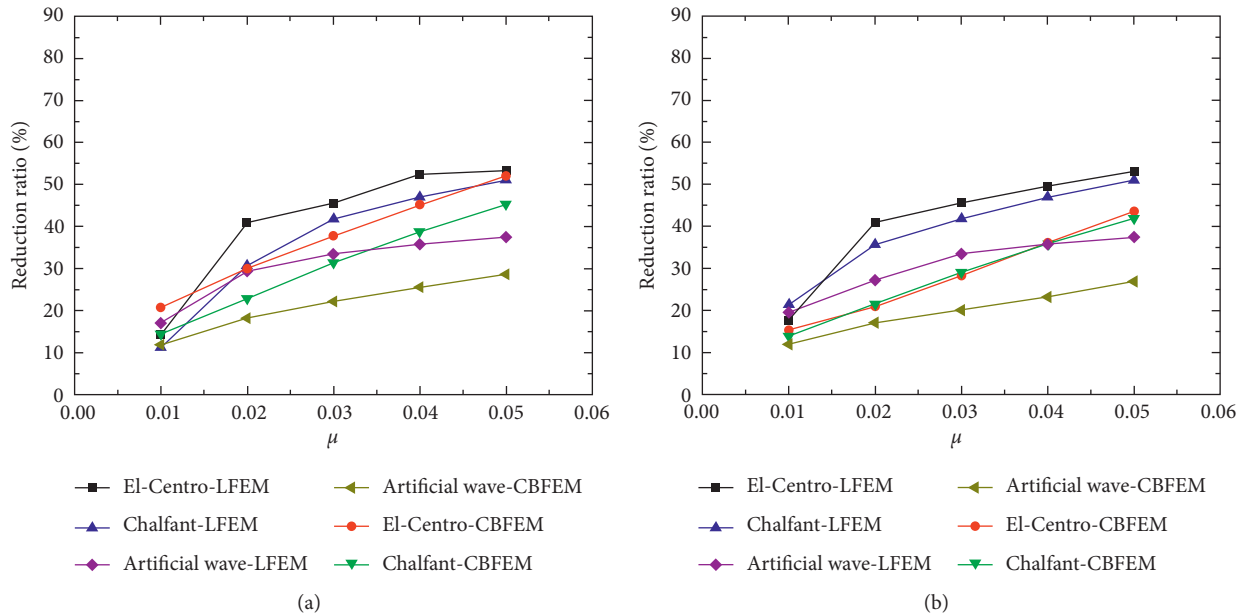 90
80
70
60
50
40
30
20
10
0
Reduction ratio (%)
0.00 0.01 0.02 0.03 0.04 0.05 0.06
μ
El-Centro-LFEM
Chalfant-LFEM
Artificial wave-LFEM
Artificial wave-CBFEM
El-Centro-CBFEM
Chalfant-CBFEM
(a)
90
80
70
60
50
40
30
20
10
0
Reduction ratio (%)
0.00 0.01 0.02 0.03 0.04 0.05 0.06
μ
El-Centro-LFEM
Chalfant-LFEM
Artificial wave-LFEM
Artificial wave-CBFEM
El-Centro-CBFEM
Chalfant-CBFEM
(b)